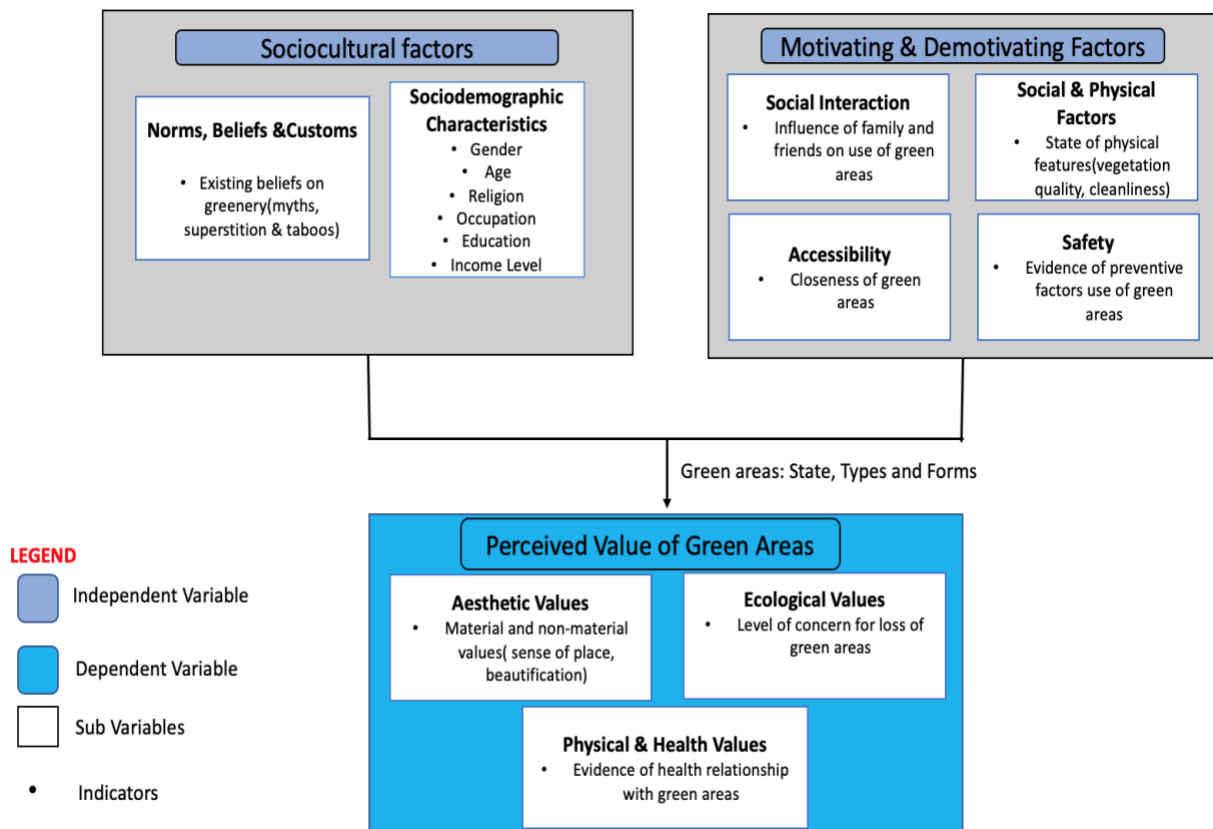 Sociocultural factors
Norms, Beliefs &Customs
• Existing beliefs on
greenery(myths,
superstition & taboos)
Sociodemographic
Characteristics
• Gender
• Age
• Religion
• Occupation
• Education
• Income Level
Motivating & Demotivating Factors
Social Interaction
• Influence of family and
friends on use of green
areas
Social & Physical
Factors
• State of physical
features(vegetation
quality, cleanliness)
Accessibility
• Closeness of green
areas
Safety
• Evidence of preventive
factors use of green
areas
Green areas: State, Types and Forms
Perceived Value of Green Areas
Aesthetic Values
• Material and non-material
values( sense of place,
beautification)
Ecological Values
• Level of concern for loss of
green areas
Physical & Health Values
• Evidence of health relationship
with green areas
LEGEND
Independent Variable
Dependent Variable
Sub Variables
• Indicators